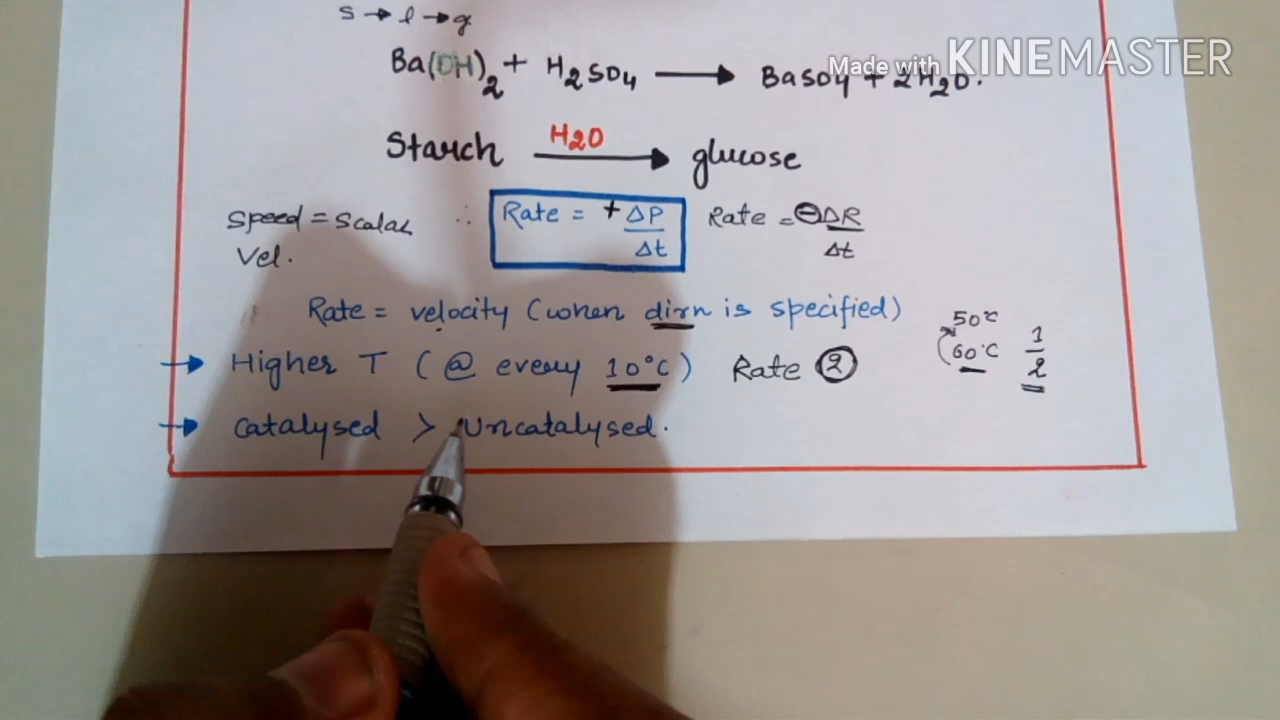 s → l → g
Made with KINEMASTER
Ba(OH)2 + H2SO4 → BaSO4 + 2H2O.
Starch H2O → glucose
Speed = Scalar ∴ Rate = + ΔP/Δt Rate = ⊖ΔR/Δt
Vel.
Rate = velocity (when dirn is specified)
→ Higher T (@ every 10°C) Rate ② 50°C 60°C 1/2
→ Catalysed > Uncatalysed.